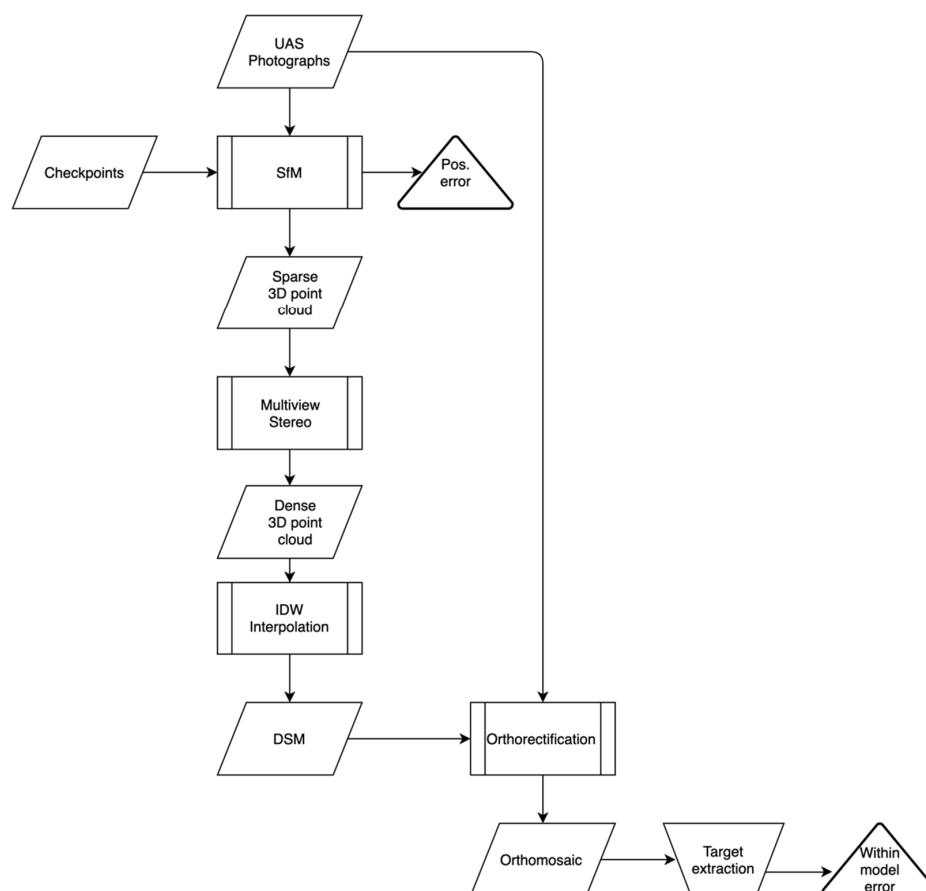 UAS
Photographs
Checkpoints
SfM
Pos.
error
Sparse
3D point
cloud
Multiview
Stereo
Dense
3D point
cloud
IDW
Interpolation
DSM
Orthorectification
Orthomosaic
Target
extraction
Within
model
error